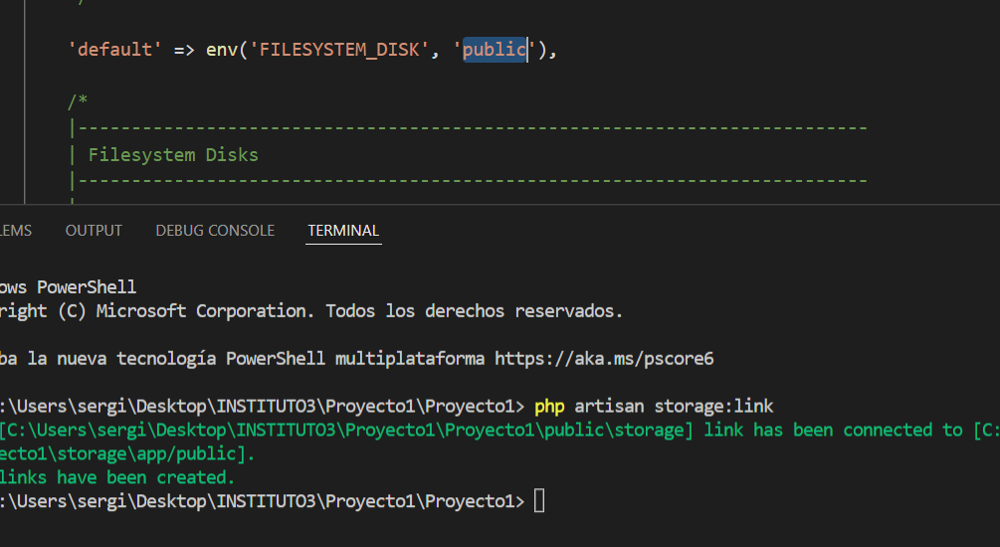 'default' => env('FILESYSTEM_DISK', 'public'),
/*
|--------------------------------------------------------------------------
| Filesystem Disks
|--------------------------------------------------------------------------
LEMS OUTPUT DEBUG CONSOLE TERMINAL
ows PowerShell
right (C) Microsoft Corporation. Todos los derechos reservados.
ba la nueva tecnología PowerShell multiplataforma https://aka.ms/pscore6
:\Users\sergi\Desktop\INSTITUTO3\Proyecto1\Proyecto1> php artisan storage:link
[C:\Users\sergi\Desktop\INSTITUTO3\Proyecto1\Proyecto1\public\storage] link has been connected to [C:
ecto1\storage\app/public].
links have been created.
:\Users\sergi\Desktop\INSTITUTO3\Proyecto1\Proyecto1>